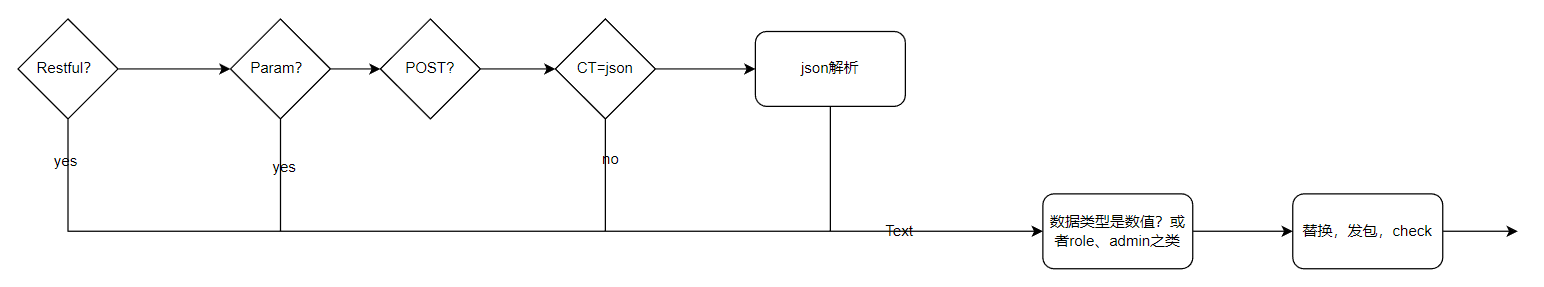 Restful?
Param?
POST?
CT=json
json解析
yes
yes
no
Text
数据类型是数值？或
者role、admin之类
替换，发包，check